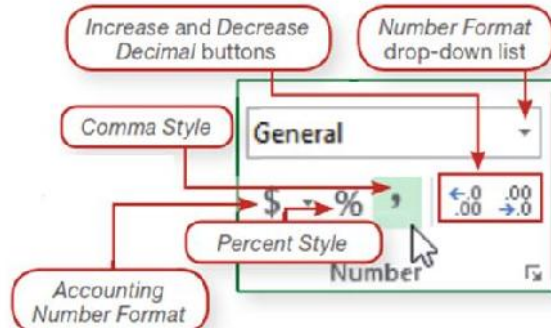 Increase and Decrease
Decimal buttons
Number Format
drop-down list
Comma Style
General
$ % ,
←.0 .00
.00 →.0
Percent Style
Number
Accounting
Number Format